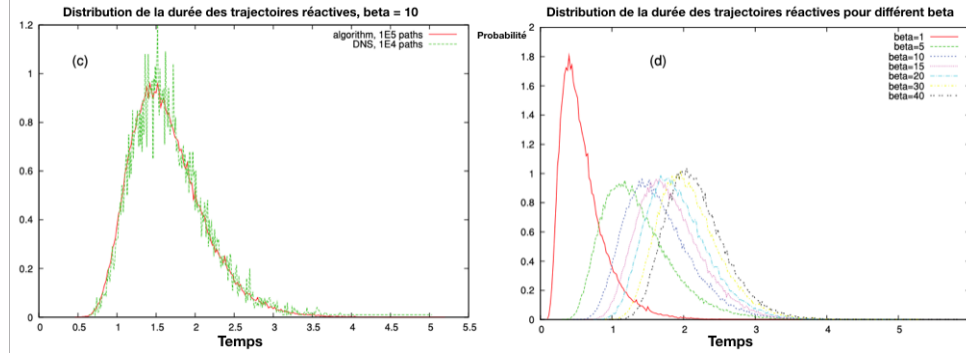 Distribution de la durée des trajectoires réactives, beta = 10
algorithm, 1E5 paths
DNS, 1E4 paths
(c)
1.2
1
0.8
0.6
0.4
0.2
0
0 0.5 1 1.5 2 2.5 3 3.5 4 4.5 5 5.5
Temps
Distribution de la durée des trajectoires réactives pour différent beta
Probabilité
2
1.8
1.6
1.4
1.2
1
0.8
0.6
0.4
0.2
0
(d)
beta=1
beta=5
beta=10
beta=15
beta=20
beta=30
beta=40
0 1 2 3 4 5
Temps